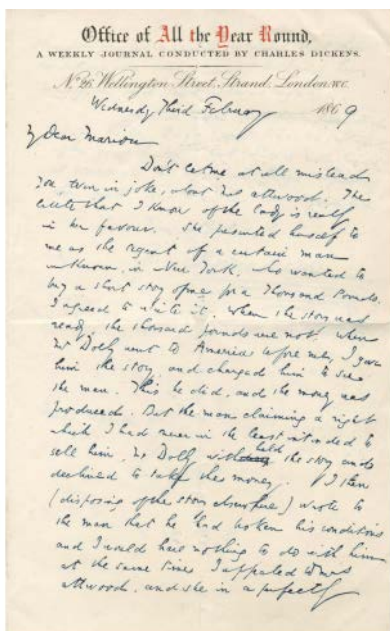 Office of All the Year Round,
A WEEKLY JOURNAL CONDUCTED BY CHARLES DICKENS.
No. 26 Wellington Street, Strand, London. W.C.
Wednesday Third February 1869
My Dear Marion
Don't let me at all mislead
you, even in joke, about Mrs Attwood. The
little that I know of the lady is really
in her favour. She presented herself to
me as the agent of a certain man
unknown, in New York, who wanted to
buy a short story of me for a Thousand Pounds.
I agreed to write it. When the story was
ready, the thousand pounds were not. When
Mr Dolby went to America before me, I gave
him the story, and charged him to see
the man. This he did, and the money was
produced. But the man claiming a right
which I had never in the least intended to
sell him, Mr Dolby withheld the story and
declined to take the money. I then
(disposing of the story elsewhere) wrote to
the man that he had broken his conditions
and I would have nothing to do with him
at the same time I appealed to Mrs
Attwood, and she in a perfectly